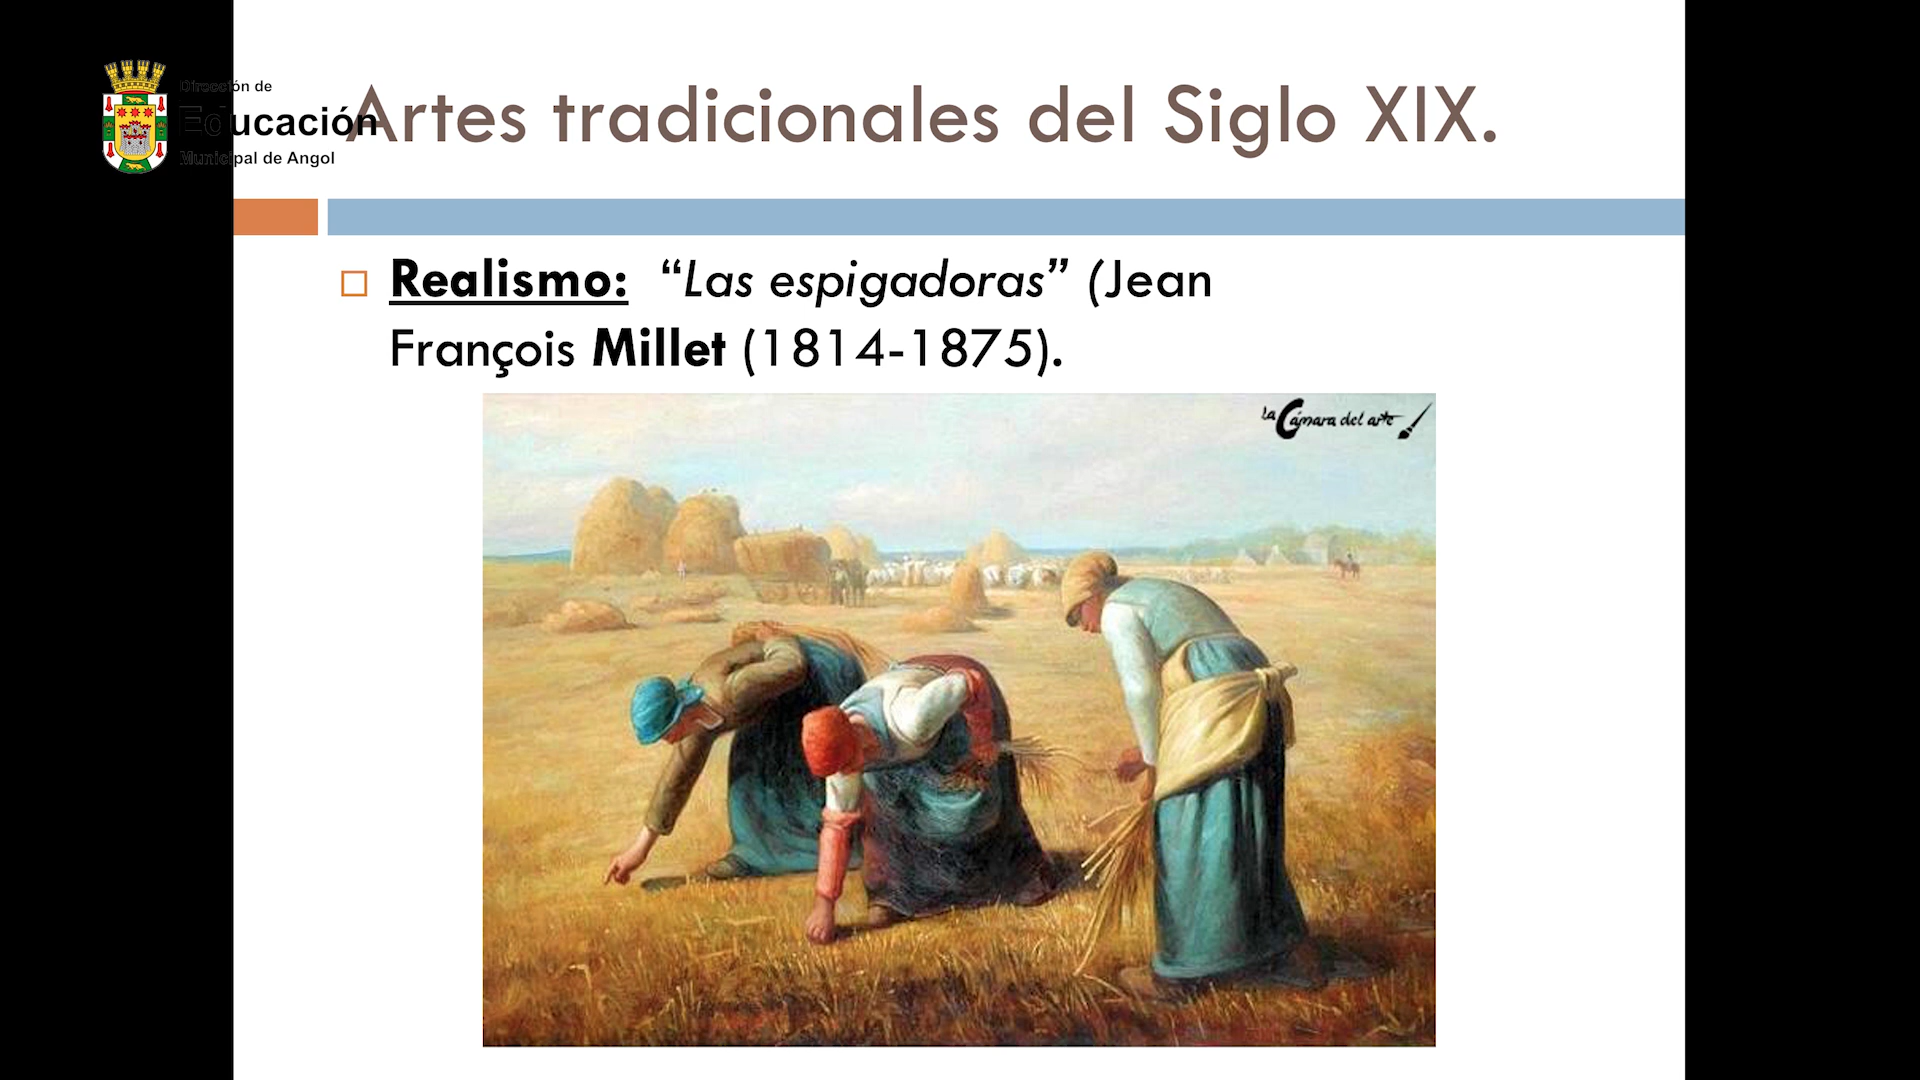 Dirección de
Educación
Municipal de Angol
Artes tradicionales del Siglo XIX.
Realismo: “Las espigadoras” (Jean
François Millet (1814-1875).
La Cámara del arte